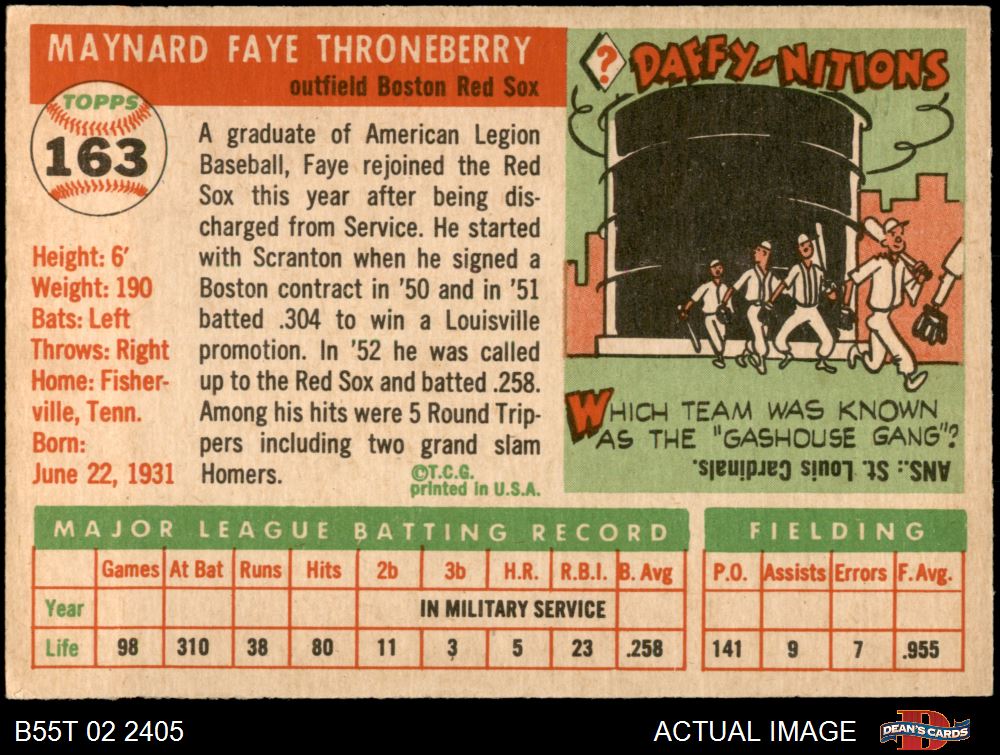 MAYNARD FAYE THRONEBERRY
outfield Boston Red Sox
TOPPS
163
Height: 6'
Weight: 190
Bats: Left
Throws: Right
Home: Fisher-
ville, Tenn.
Born:
June 22, 1931
A graduate of American Legion
Baseball, Faye rejoined the Red
Sox this year after being dis-
charged from Service. He started
with Scranton when he signed a
Boston contract in '50 and in '51
batted .304 to win a Louisville
promotion. In '52 he was called
up to the Red Sox and batted .258.
Among his hits were 5 Round Trip-
pers including two grand slam
Homers.
©T.C.G.
printed in U.S.A.
? DAFFY-NITIONS
WHICH TEAM WAS KNOWN
AS THE "GASHOUSE GANG"?
ANS.: St. Louis Cardinals.
MAJOR LEAGUE BATTING RECORD
FIELDING
Games At Bat Runs Hits 2b 3b H.R. R.B.I. B. Avg P.O. Assists Errors F. Avg.
Year IN MILITARY SERVICE
Life 98 310 38 80 11 3 5 23 .258 141 9 7 .955
B55T 02 2405
ACTUAL IMAGE
D
DEAN'S CARDS